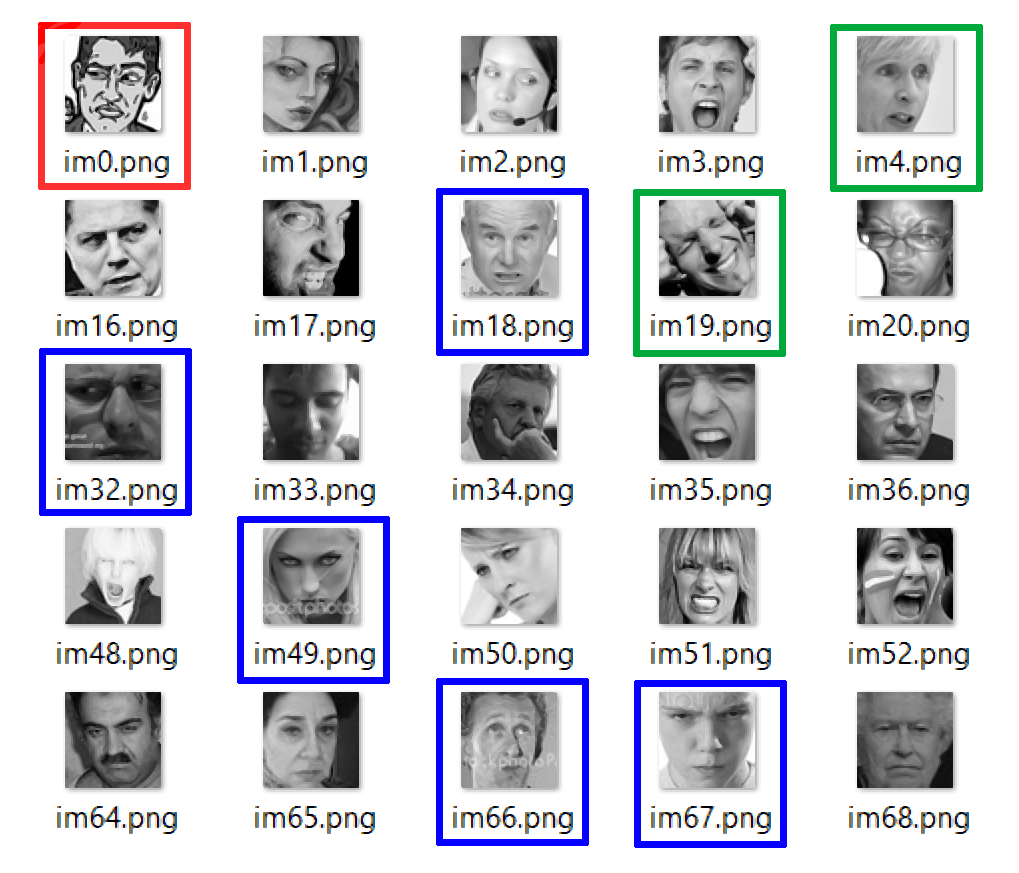 im0.png im1.png im2.png im3.png im4.png
im16.png im17.png im18.png im19.png im20.png
im32.png im33.png im34.png im35.png im36.png
im48.png im49.png im50.png im51.png im52.png
im64.png im65.png im66.png im67.png im68.png